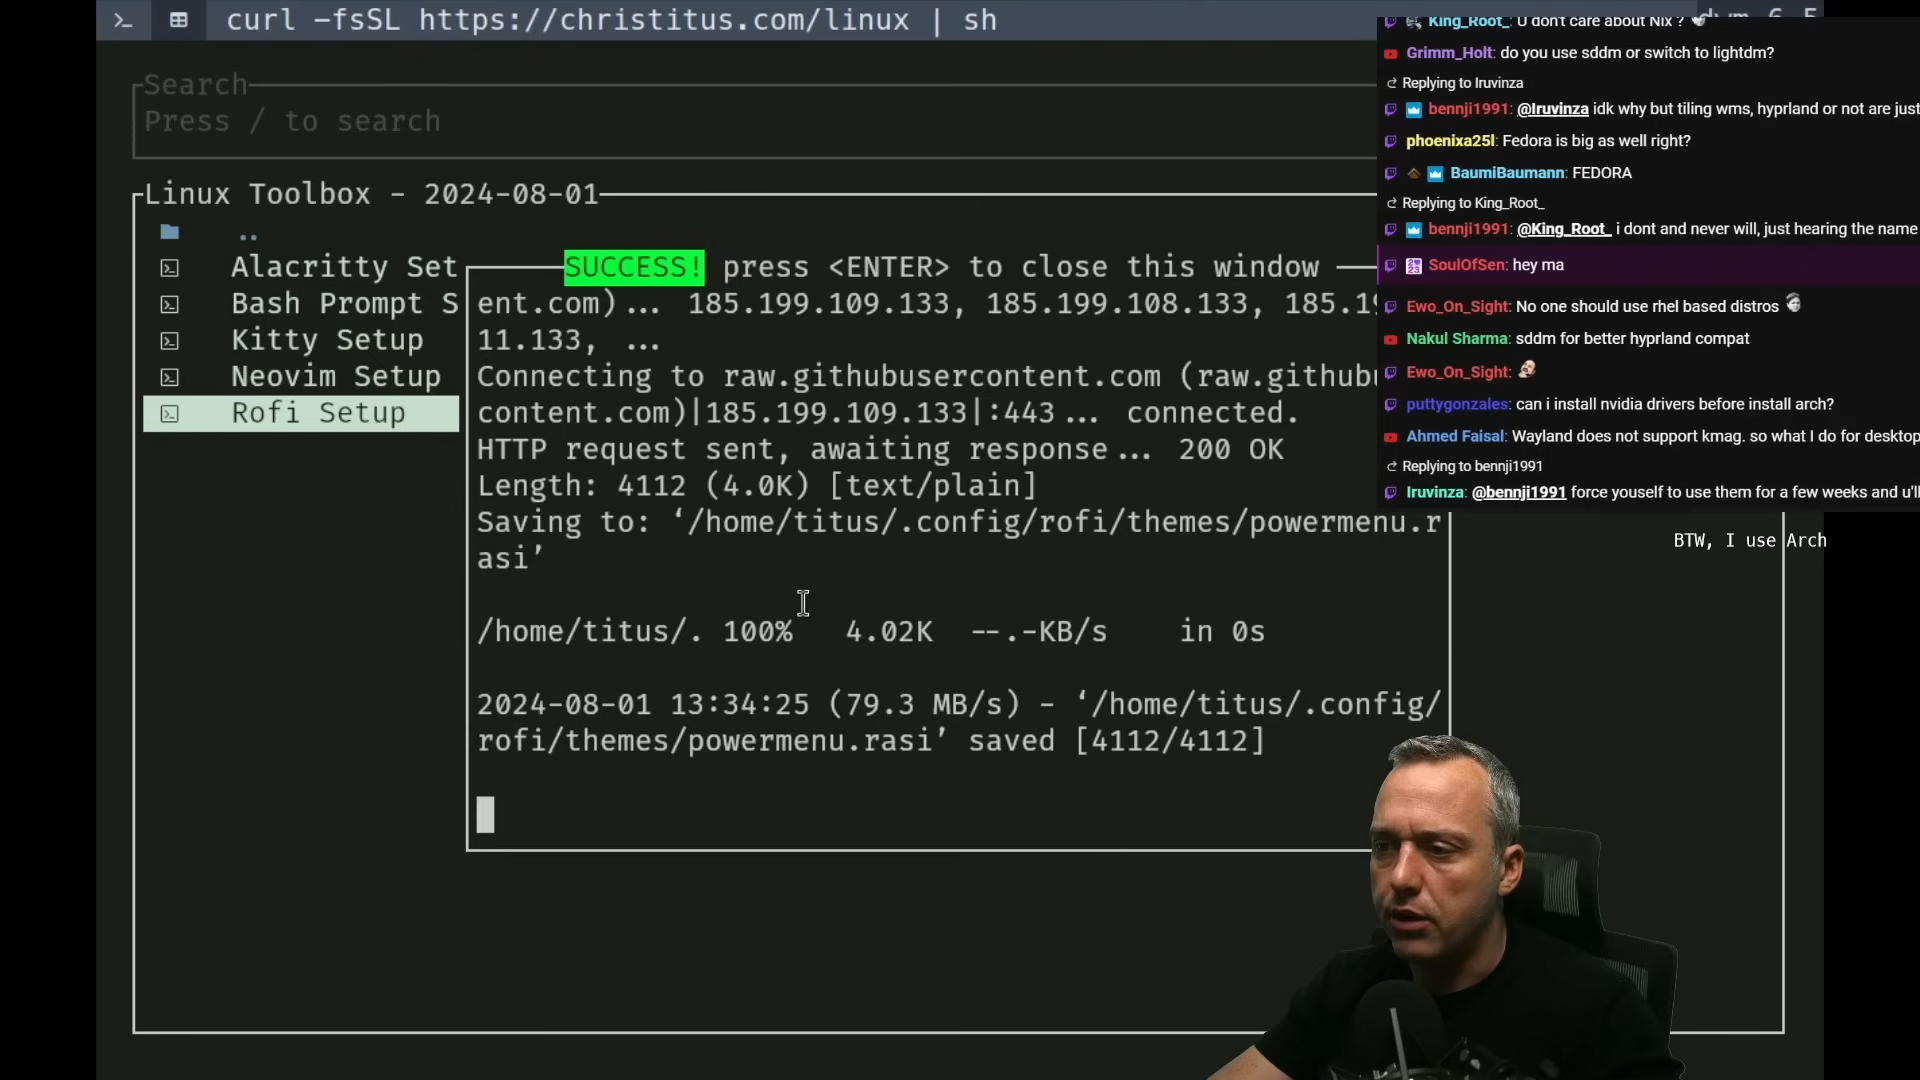 curl -fsSL https://christitus.com/linux | sh
Search
Press / to search
Linux Toolbox - 2024-08-01
..
Alacritty Set
Bash Prompt S
Kitty Setup
Neovim Setup
Rofi Setup
SUCCESS! press <ENTER> to close this window
ent.com)... 185.199.109.133, 185.199.108.133, 185.19
11.133, ...
Connecting to raw.githubusercontent.com (raw.githubu
content.com)|185.199.109.133|:443... connected.
HTTP request sent, awaiting response... 200 OK
Length: 4112 (4.0K) [text/plain]
Saving to: ‘/home/titus/.config/rofi/themes/powermenu.r
asi’
/home/titus/. 100% 4.02K --.-KB/s in 0s
2024-08-01 13:34:25 (79.3 MB/s) - ‘/home/titus/.config/
rofi/themes/powermenu.rasi’ saved [4112/4112]
King_Root_: U don't care about Nix ?
Grimm_Holt: do you use sddm or switch to lightdm?
Replying to Iruvinza
bennji1991: @Iruvinza idk why but tiling wms, hyprland or not are just
phoenixa25l: Fedora is big as well right?
BaumiBaumann: FEDORA
Replying to King_Root_
bennji1991: @King_Root_ i dont and never will, just hearing the name
SoulOfSen: hey ma
Ewo_On_Sight: No one should use rhel based distros
Nakul Sharma: sddm for better hyprland compat
Ewo_On_Sight:
puttygonzales: can i install nvidia drivers before install arch?
Ahmed Faisal: Wayland does not support kmag. so what I do for desktop
Replying to bennji1991
Iruvinza: @bennji1991 force youself to use them for a few weeks and u'll
BTW, I use Arch